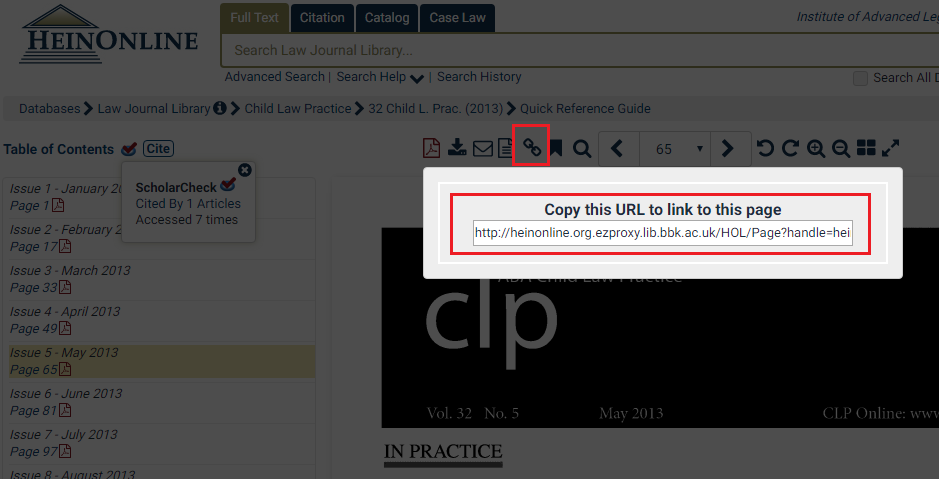 HEINONLINE
Full Text
Citation
Catalog
Case Law
Institute of Advanced Le
Search Law Journal Library...
Advanced Search | Search Help | Search History
Search All D
Databases Law Journal Library Child Law Practice 32 Child L. Prac. (2013) Quick Reference Guide
Table of Contents Cite
65
ScholarCheck
Cited By 1 Articles
Accessed 7 times
Issue 1 - January 20
Page 1
Issue 2 - February
Page 17
Issue 3 - March 2013
Page 33
Issue 4 - April 2013
Page 49
Issue 5 - May 2013
Page 65
Issue 6 - June 2013
Page 81
Issue 7 - July 2013
Page 97
Issue 8 - August 2013
Copy this URL to link to this page
http://heinonline.org.ezproxy.lib.bbk.ac.uk/HOL/Page?handle=hei
ABA Child Law Practice
clp
Vol. 32 No. 5 May 2013 CLP Online: www
IN PRACTICE